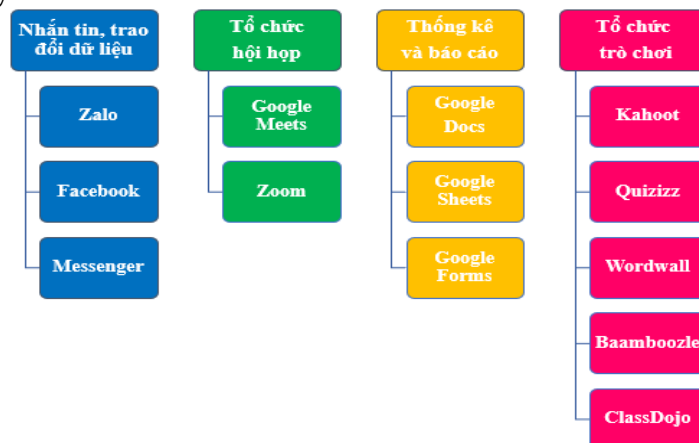 Nhắn tin, trao
đổi dữ liệu
Zalo
Facebook
Messenger
Tổ chức
hội họp
Google
Meets
Zoom
Thống kê
và báo cáo
Google
Docs
Google
Sheets
Google
Forms
Tổ chức
trò chơi
Kahoot
Quizizz
Wordwall
Baamboozle
ClassDojo